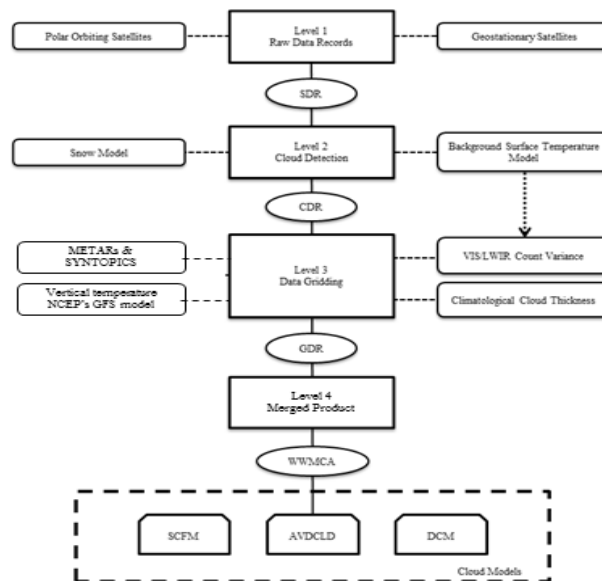 Polar Orbiting Satellites
Level 1
Raw Data Records
Geostationary Satellites
SDR
Snow Model
Level 2
Cloud Detection
Background Surface Temperature
Model
CDR
METARs &
SYNTOPICS
Level 3
Data Gridding
VIS/LWIR Count Variance
Vertical temperature
NCEP's GFS model
Climatological Cloud Thickness
GDR
Level 4
Merged Product
WWMCA
SCFM
AVDCLD
DCM
Cloud Models